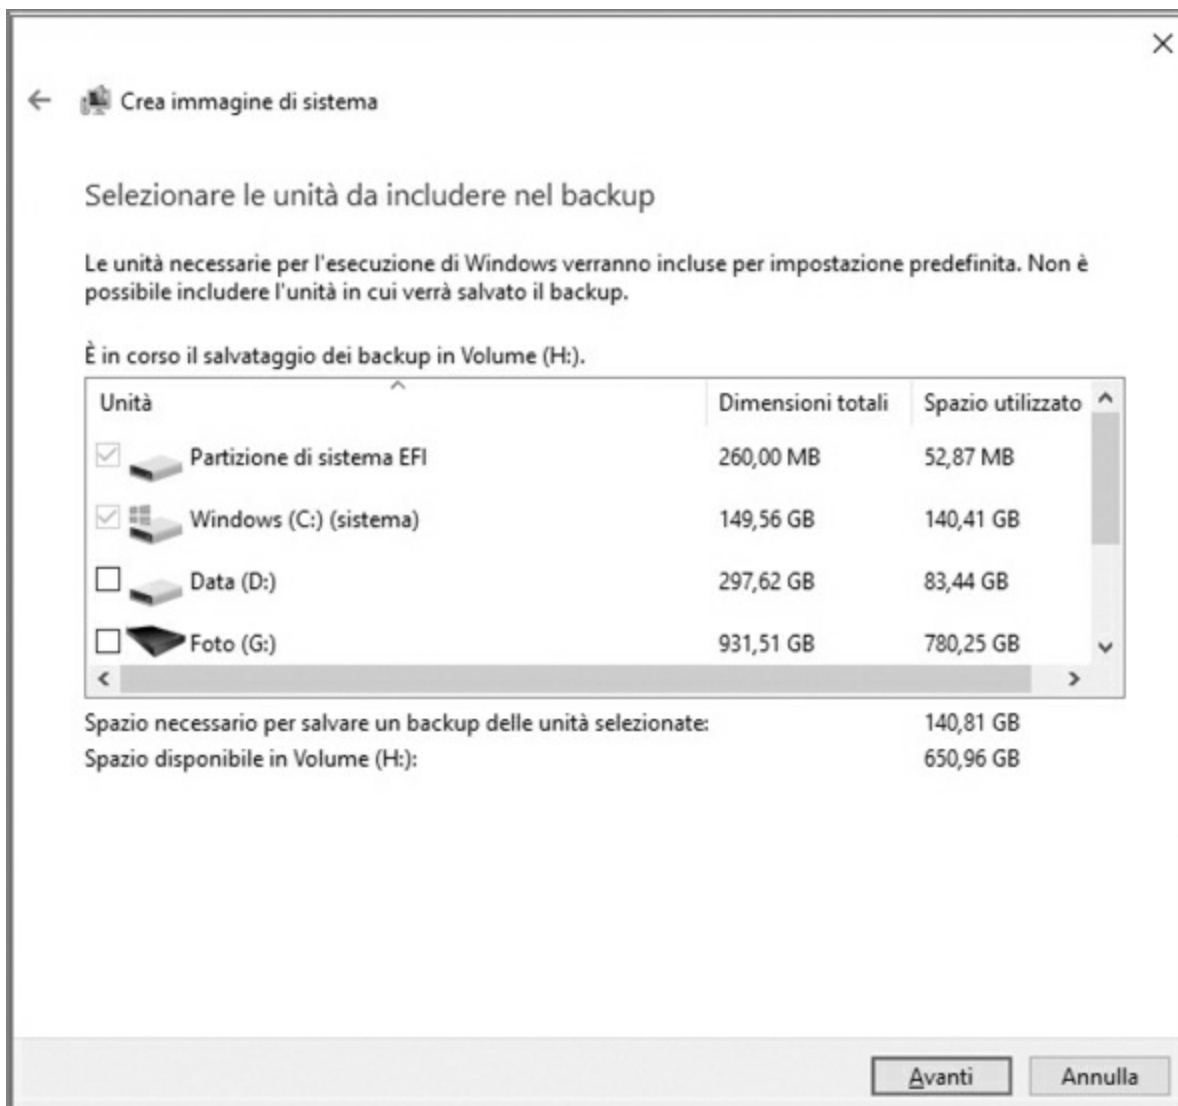 Crea immagine di sistema
Selezionare le unità da includere nel backup
Le unità necessarie per l'esecuzione di Windows verranno incluse per impostazione predefinita. Non è
possibile includere l'unità in cui verrà salvato il backup.
È in corso il salvataggio dei backup in Volume (H:).
Unità Dimensioni totali Spazio utilizzato
Partizione di sistema EFI 260,00 MB 52,87 MB
Windows (C:) (sistema) 149,56 GB 140,41 GB
Data (D:) 297,62 GB 83,44 GB
Foto (G:) 931,51 GB 780,25 GB
Spazio necessario per salvare un backup delle unità selezionate: 140,81 GB
Spazio disponibile in Volume (H:): 650,96 GB
Avanti Annulla